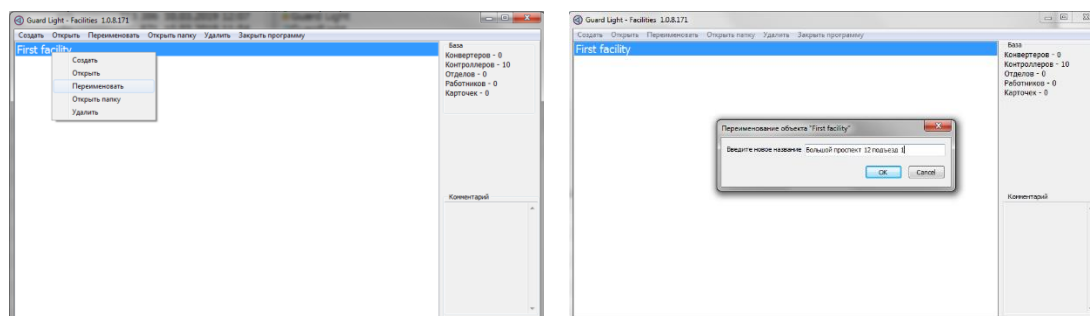 Guard Light - Facilities 1.0.8.171
Создать Открыть Переименовать Открыть папку Удалить Закрыть программу
First facility
Создать
Открыть
Переименовать
Открыть папку
Удалить
База
Конвертеров - 0
Контроллеров - 10
Отделов - 0
Работников - 0
Карточек - 0
Комментарий
Guard Light - Facilities 1.0.8.171
Создать Открыть Переименовать Открыть папку Удалить Закрыть программу
First facility
База
Конвертеров - 0
Контроллеров - 10
Отделов - 0
Работников - 0
Карточек - 0
Переименование объекта "First facility"
Введите новое название Большой проспект 12 подъезд 1
OK Cancel
Комментарий